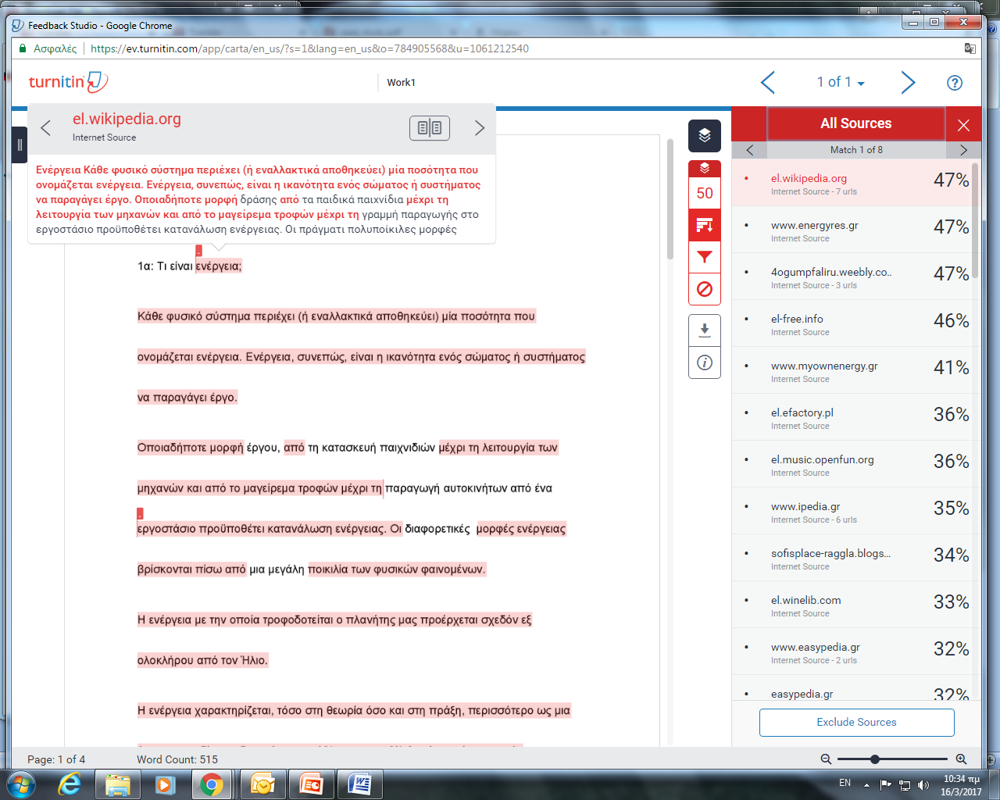 Feedback Studio - Google Chrome
Ασφαλές https://ev.turnitin.com/app/carta/en_us/?s=1&lang=en_us&o=784905568&u=1061212540
turnitin
Work1
1 of 1
?
el.wikipedia.org
Internet Source
Ενέργεια Κάθε φυσικό σύστημα περιέχει (ή εναλλακτικά αποθηκεύει) μία ποσότητα που
ονομάζεται ενέργεια. Ενέργεια, συνεπώς, είναι η ικανότητα ενός σώματος ή συστήματος
να παραγάγει έργο. Οποιαδήποτε μορφή δράσης από τα παιδικά παιχνίδια μέχρι τη
λειτουργία των μηχανών και από το μαγείρεμα τροφών μέχρι τη γραμμή παραγωγής στο
εργοστάσιο προϋποθέτει κατανάλωση ενέργειας. Οι πράγματι πολυποίκιλες μορφές
1α: Τι είναι ενέργεια;
Κάθε φυσικό σύστημα περιέχει (ή εναλλακτικά αποθηκεύει) μία ποσότητα που
ονομάζεται ενέργεια. Ενέργεια, συνεπώς, είναι η ικανότητα ενός σώματος ή συστήματος
να παραγάγει έργο.
Οποιαδήποτε μορφή έργου, από τη κατασκευή παιχνιδιών μέχρι τη λειτουργία των
μηχανών και από το μαγείρεμα τροφών μέχρι τη παραγωγή αυτοκινήτων από ένα
εργοστάσιο προϋποθέτει κατανάλωση ενέργειας. Οι διαφορετικές μορφές ενέργειας
βρίσκονται πίσω από μια μεγάλη ποικιλία των φυσικών φαινομένων.
Η ενέργεια με την οποία τροφοδοτείται ο πλανήτης μας προέρχεται σχεδόν εξ
ολοκλήρου από τον Ήλιο.
Η ενέργεια χαρακτηρίζεται, τόσο στη θεωρία όσο και στη πράξη, περισσότερο ως μια
50
All Sources
Match 1 of 8
el.wikipedia.org 47%
Internet Source - 7 urls
www.energyres.gr 47%
Internet Source
4ogumpfaliru.weebly.co.. 47%
Internet Source - 3 urls
el-free.info 46%
Internet Source
www.myownenergy.gr 41%
Internet Source
el.efactory.pl 36%
Internet Source
el.music.openfun.org 36%
Internet Source
www.ipedia.gr 35%
Internet Source - 6 urls
sofisplace-raggla.blogs... 34%
Internet Source
el.winelib.com 33%
Internet Source
www.easypedia.gr 32%
Internet Source - 2 urls
easypedia.gr 32%
Exclude Sources
Page: 1 of 4 Word Count: 515
EN 10:34 πμ
16/3/2017